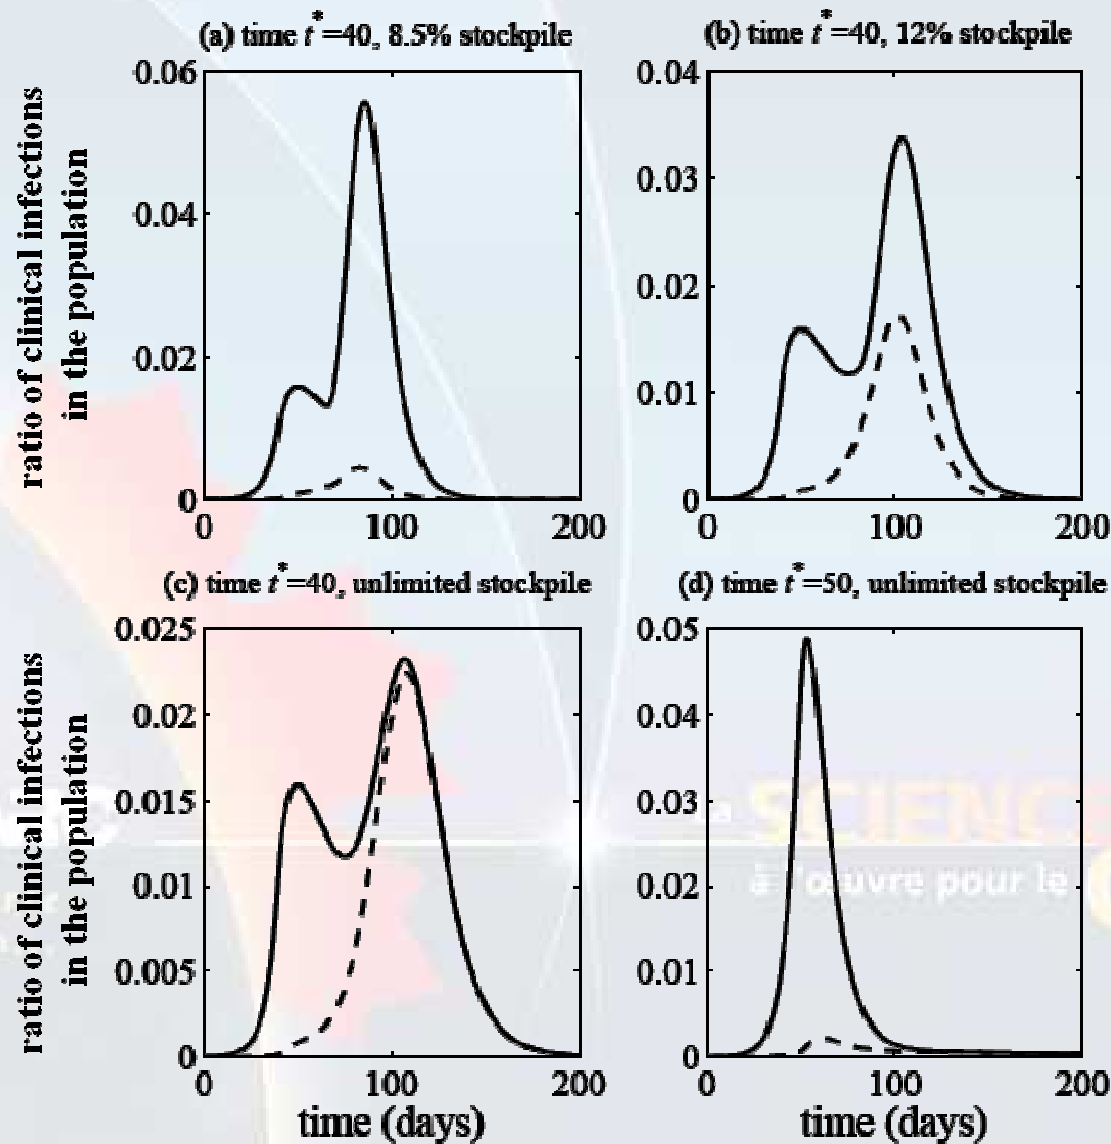 (a) time t*=40, 8.5% stockpile
(b) time t*=40, 12% stockpile
ratio of clinical infections
in the population
0.06
0.04
0.02
0
0 100 200
0.04
0.03
0.02
0.01
0
0 100 200
(c) time t*=40, unlimited stockpile
(d) time t*=50, unlimited stockpile
ratio of clinical infections
in the population
0.025
0.02
0.015
0.01
0.005
0
0 100 200
time (days)
0.05
0.04
0.03
0.02
0.01
0
0 100 200
time (days)
SCIENCE
à l'œuvre pour le